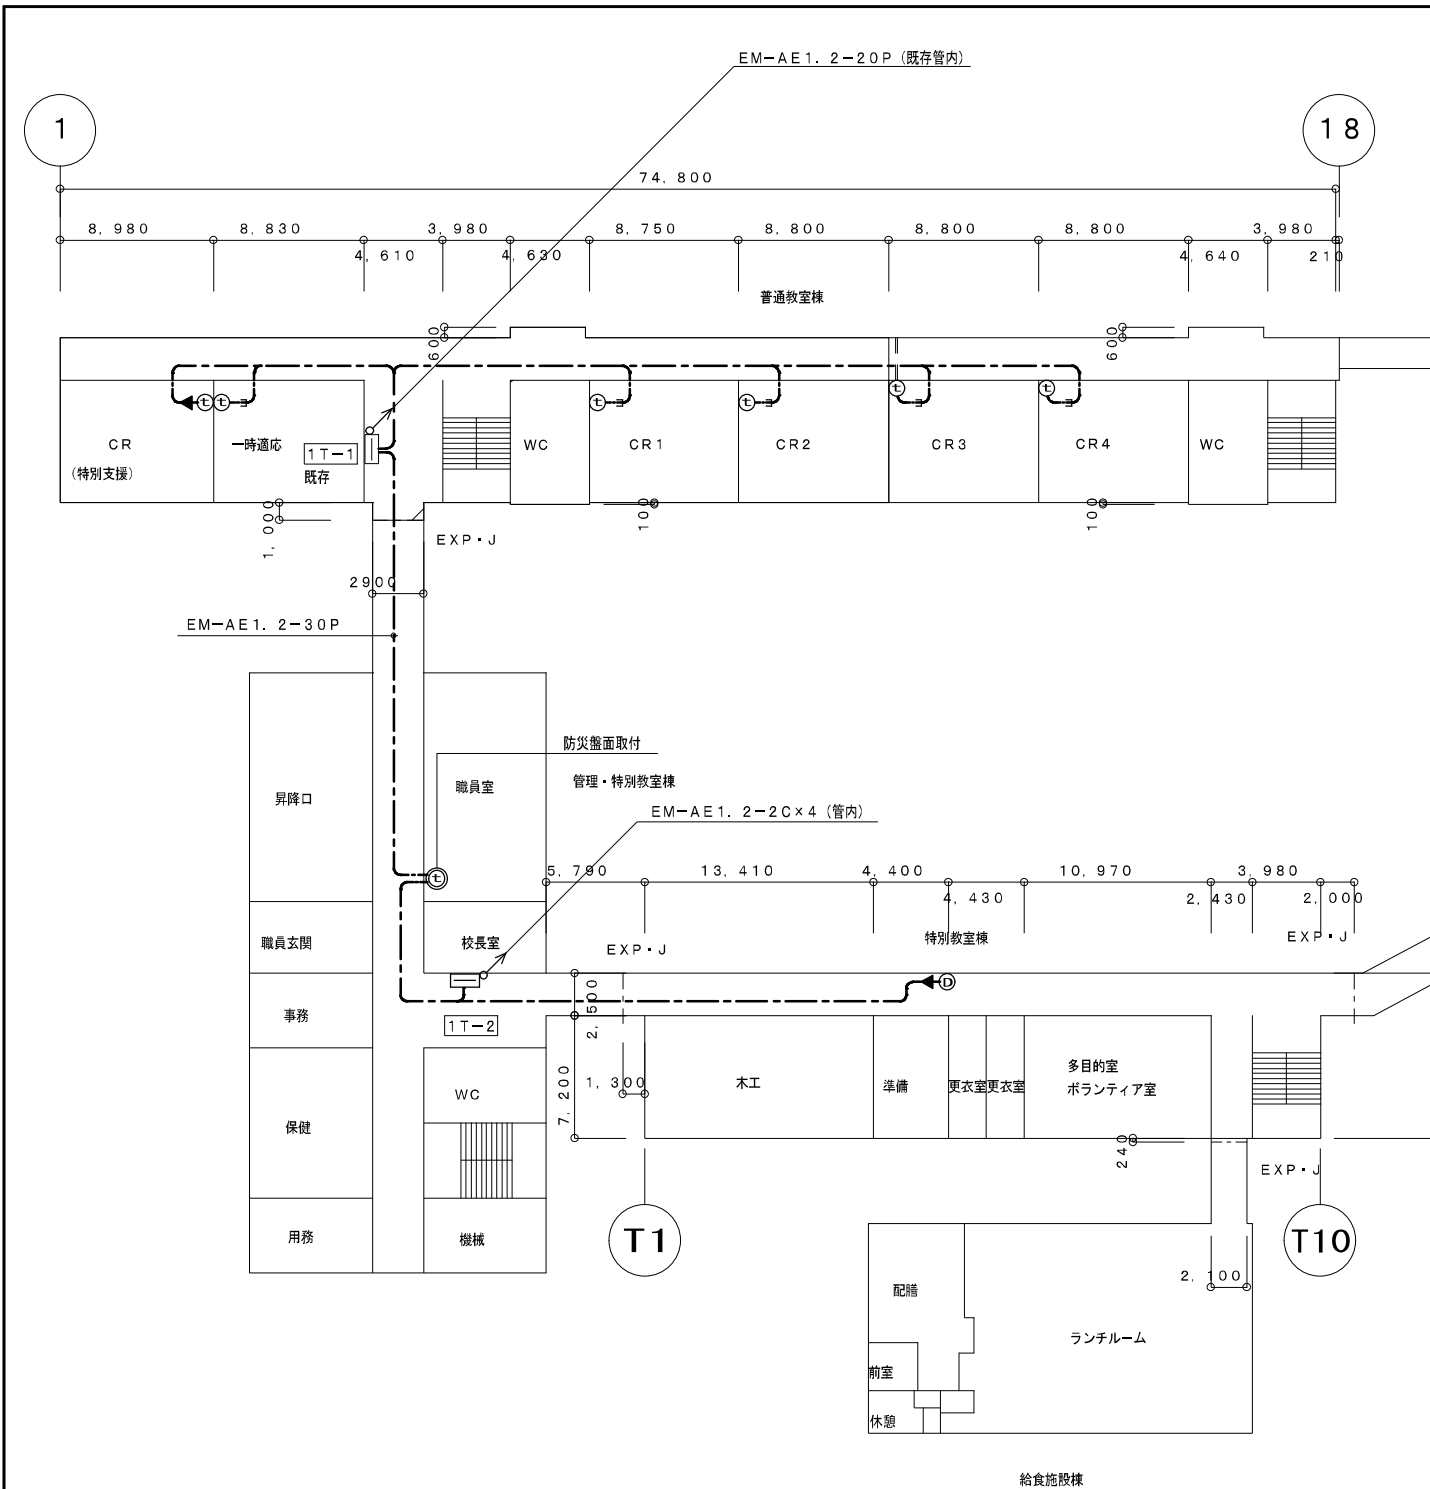 EM-AE1.2-20P (既存管内)
1
18
74,800
8,980
8,830
3,980
8,750
8,800
8,800
8,800
3,980
4,610
4,630
4,640
210
普通教室棟
600
600
t
t
t
t
t
t
CR
(特別支援)
一時適応
1T-1
既存
WC
CR1
CR2
CR3
CR4
WC
1,000
100
100
EXP・J
2900
EM-AE1.2-30P
防災盤面取付
昇降口
職員室
管理・特別教室棟
EM-AE1.2-2C×4 (管内)
t
5,790
13,410
4,400
10,970
3,980
4,430
2,430
2,000
職員玄関
校長室
EXP・J
特別教室棟
EXP・J
D
事務
1T-2
2,500
7,200
1,300
木工
準備
更衣室
更衣室
多目的室
ボランティア室
WC
保健
240
EXP・J
用務
機械
T1
T10
2,100
配膳
ランチルーム
前室
休憩
給食施設棟